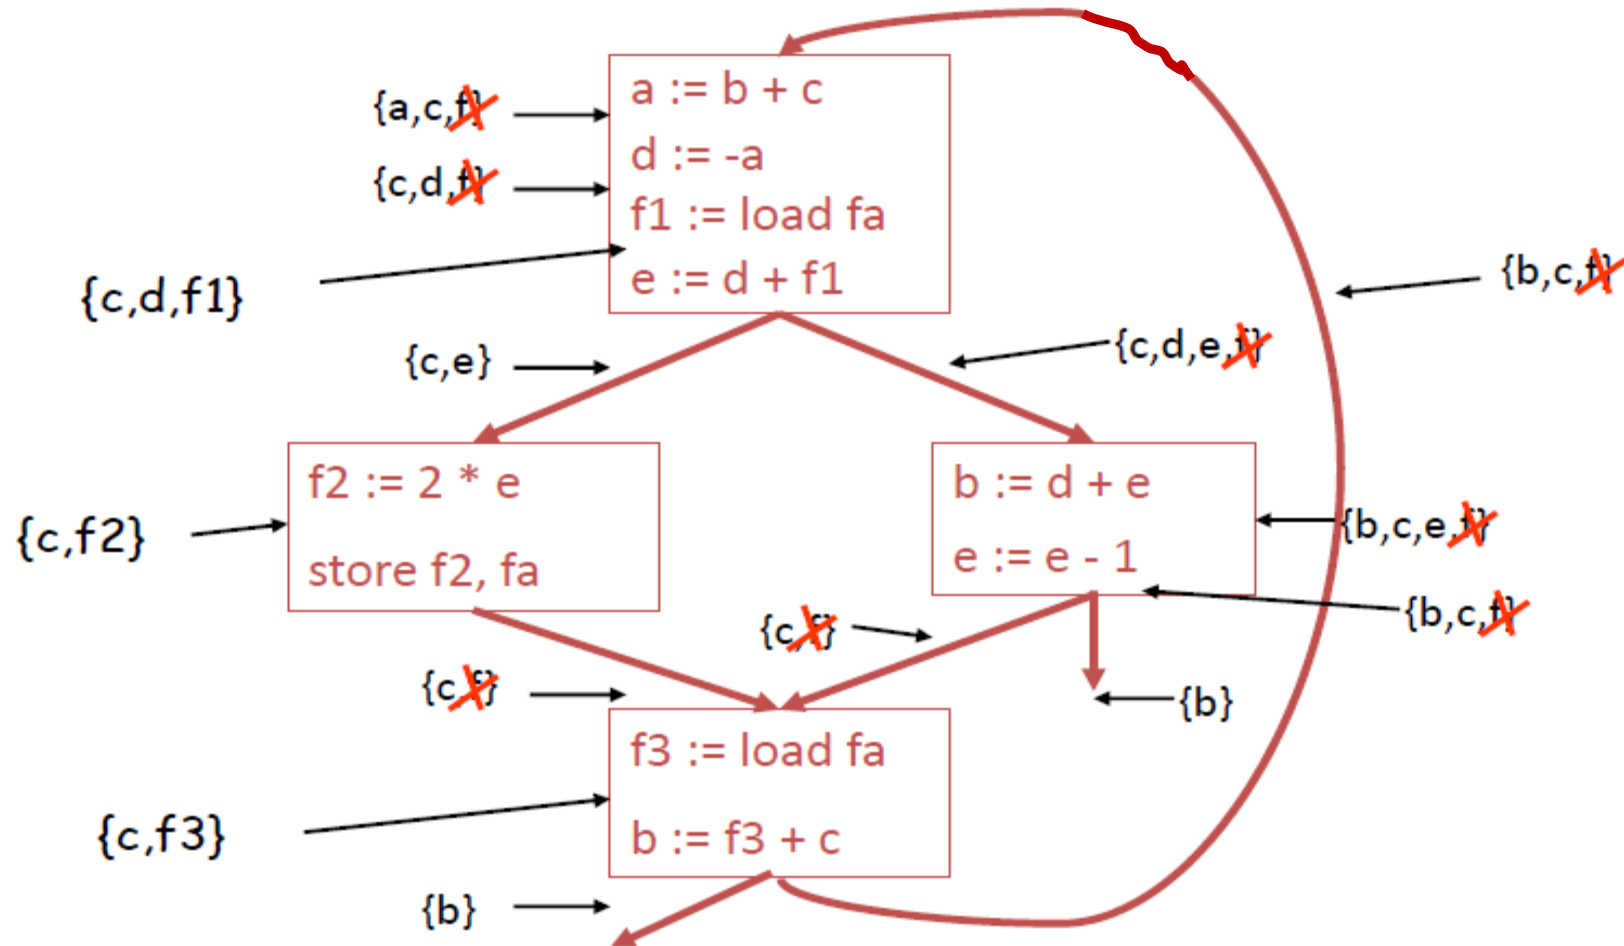 a := b + c
{a,c,f}
d := -a
{c,d,f}
f1 := load fa
{b,c,f}
e := d + f1
{c,d,f1}
{c,d,e,f}
{c,e}
f2 := 2 * e
b := d + e
{c,f2}
{b,c,e,f}
store f2, fa
e := e - 1
{b,c,f}
{c,f}
{c,f}
{b}
f3 := load fa
{c,f3}
b := f3 + c
{b}